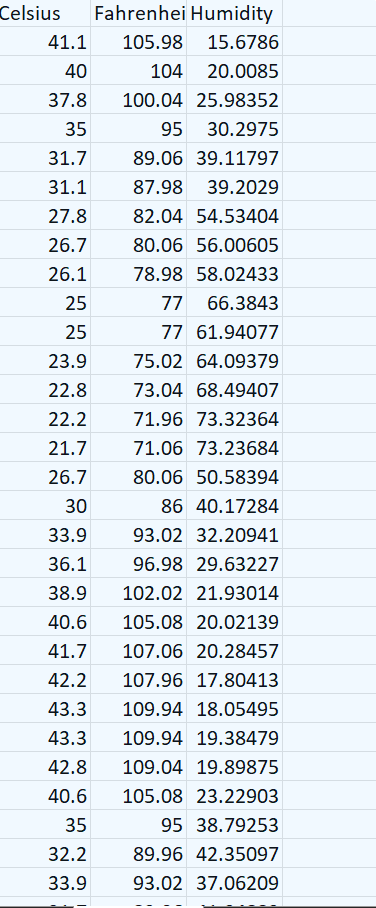 Celsius Fahrenhei Humidity
41.1 105.98 15.6786
40 104 20.0085
37.8 100.04 25.98352
35 95 30.2975
31.7 89.06 39.11797
31.1 87.98 39.2029
27.8 82.04 54.53404
26.7 80.06 56.00605
26.1 78.98 58.02433
25 77 66.3843
25 77 61.94077
23.9 75.02 64.09379
22.8 73.04 68.49407
22.2 71.96 73.32364
21.7 71.06 73.23684
26.7 80.06 50.58394
30 86 40.17284
33.9 93.02 32.20941
36.1 96.98 29.63227
38.9 102.02 21.93014
40.6 105.08 20.02139
41.7 107.06 20.28457
42.2 107.96 17.80413
43.3 109.94 18.05495
43.3 109.94 19.38479
42.8 109.04 19.89875
40.6 105.08 23.22903
35 95 38.79253
32.2 89.96 42.35097
33.9 93.02 37.06209